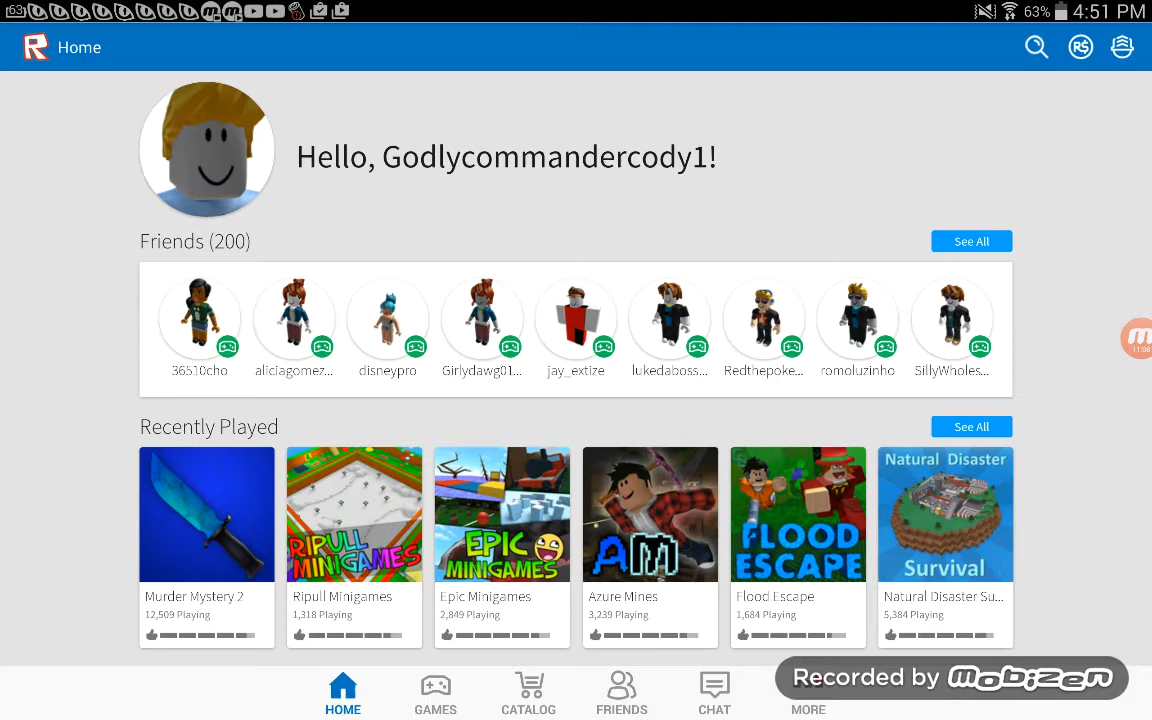 63 63% 4:51 PM
R Home R$
Hello, Godlycommandercody1!
Friends (200) See All
36510cho aliciagomez... disneypro Girlydawg01... jay_extize lukedaboss... Redthepoke... romoluzinho SillyWholes...
11:08
Recently Played See All
RIPULL MINIGAMES
EPIC MINIGAMES
AM
FLOOD ESCAPE
Natural Disaster Survival
Murder Mystery 2 Ripull Minigames Epic Minigames Azure Mines Flood Escape Natural Disaster Su...
12,509 Playing 1,318 Playing 2,849 Playing 3,239 Playing 1,684 Playing 5,384 Playing
Recorded by mobizen
HOME GAMES CATALOG FRIENDS CHAT MORE